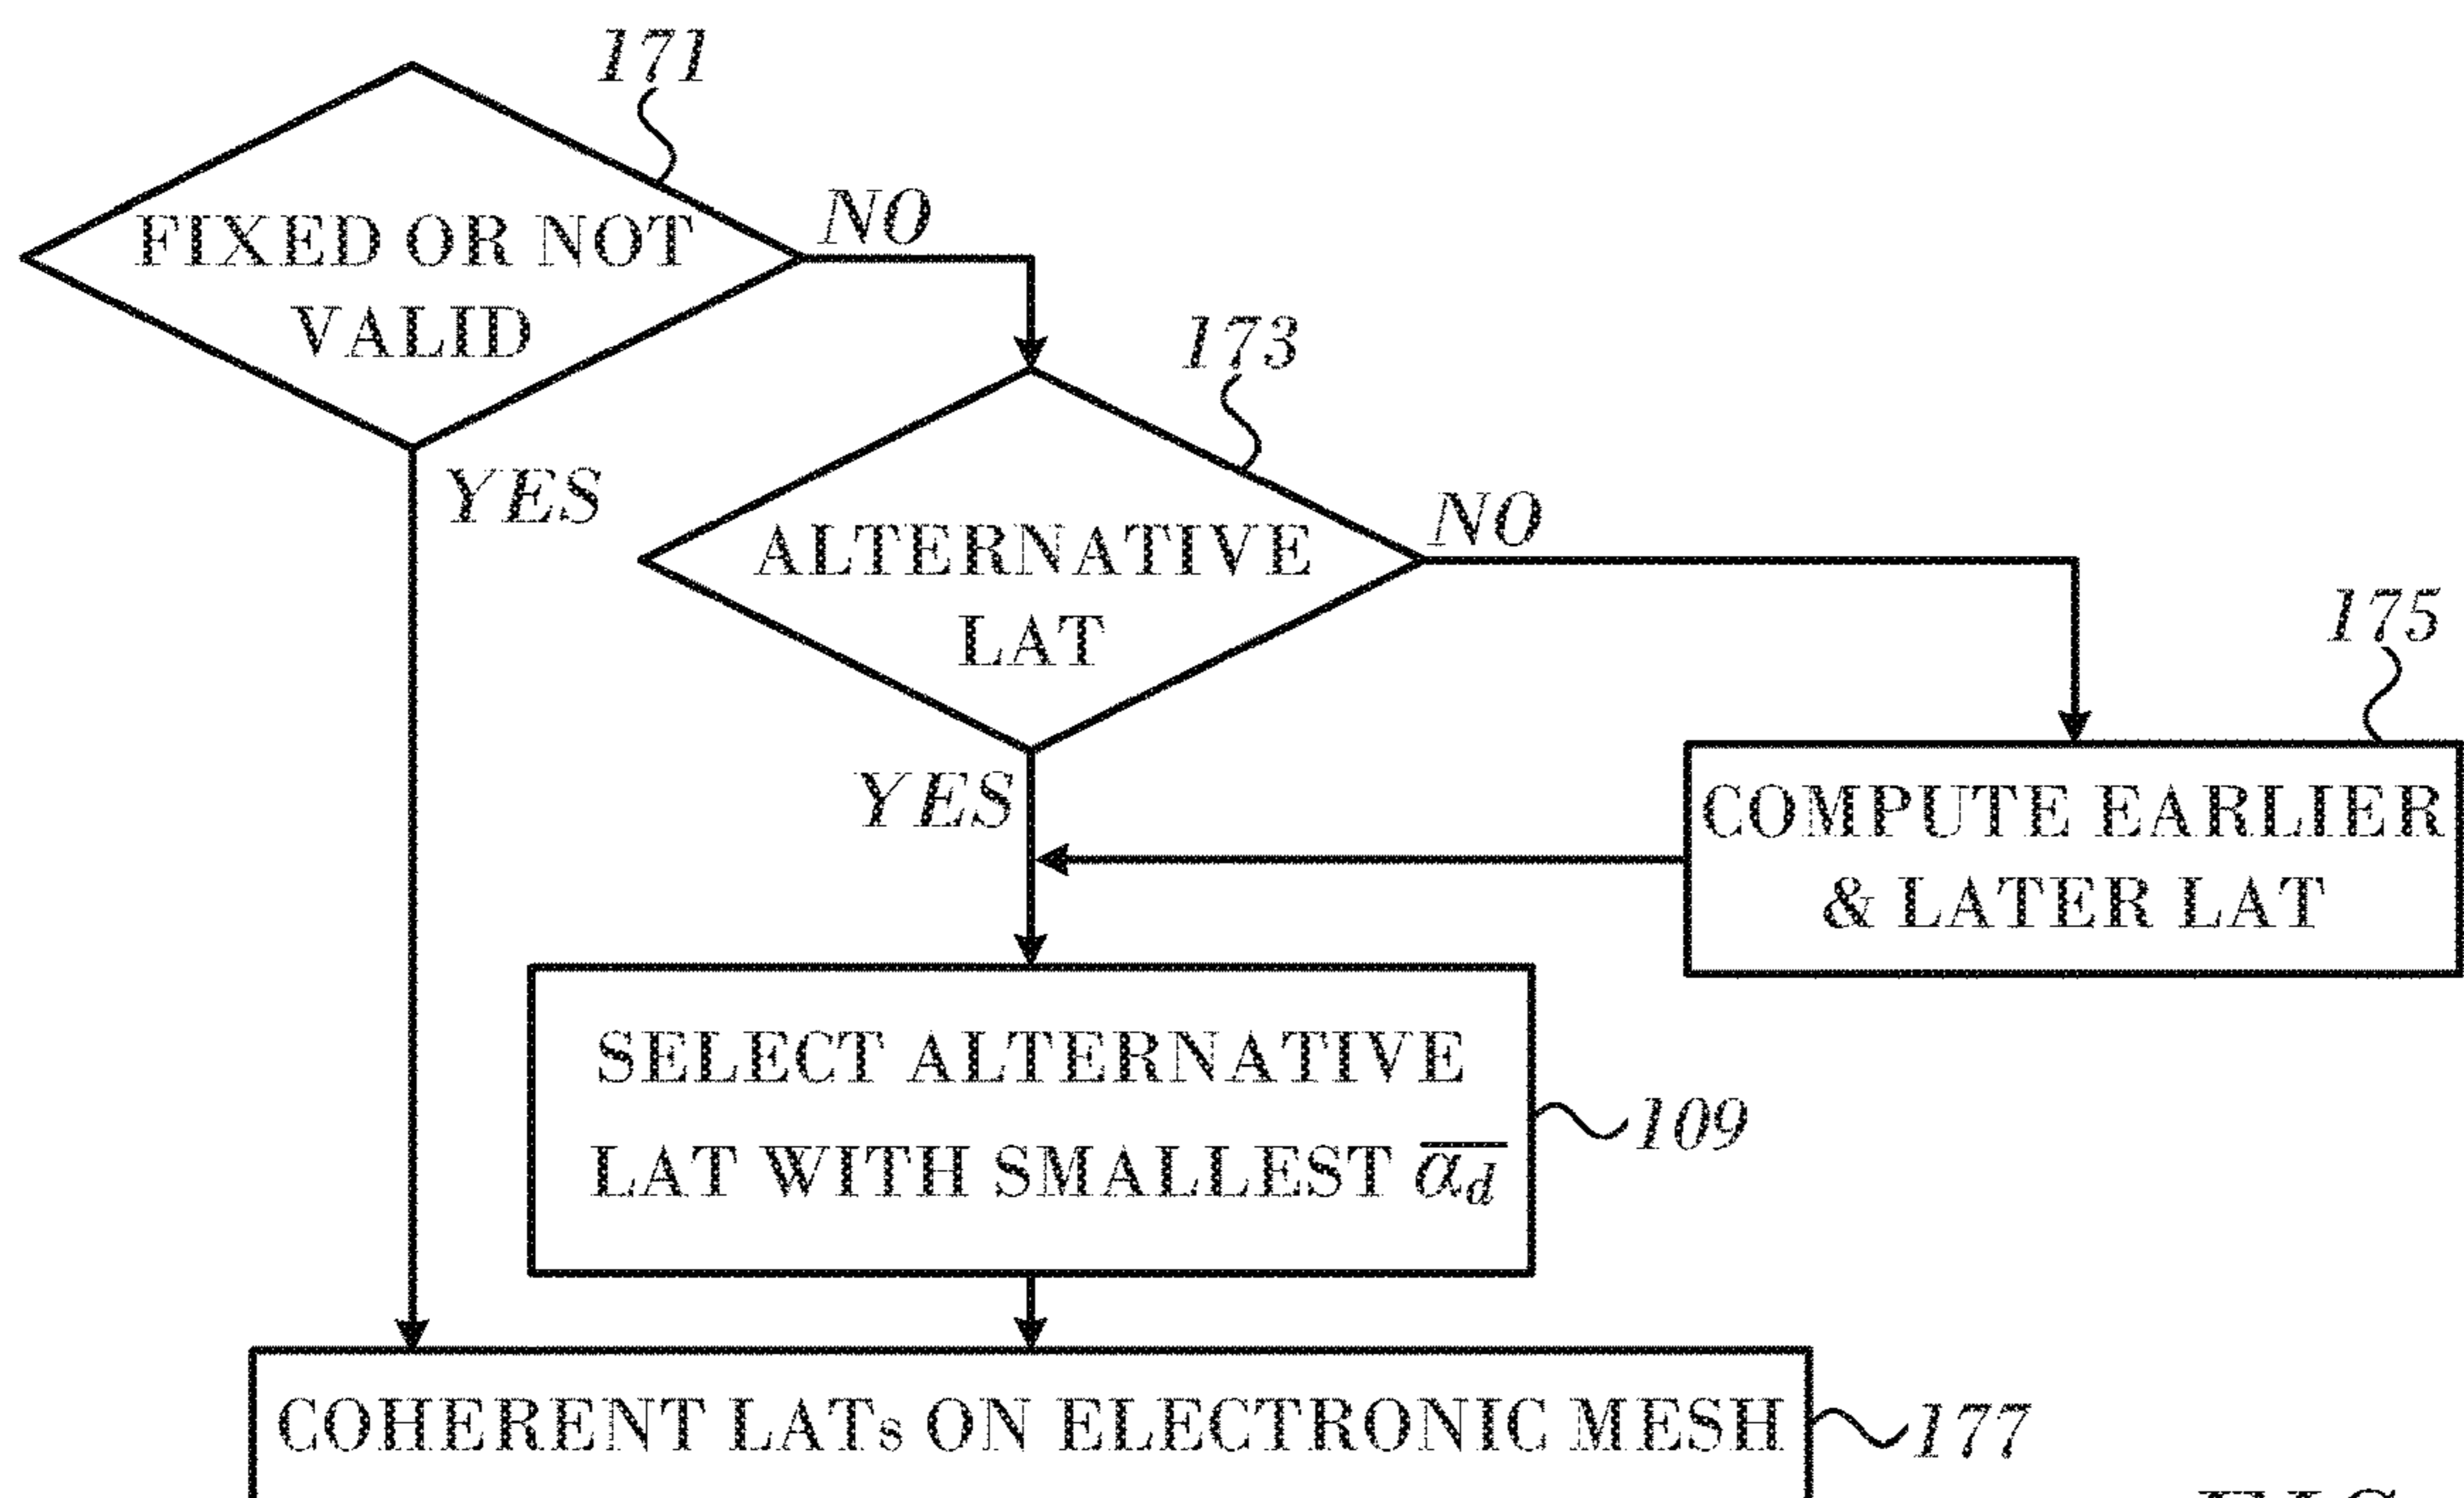 171
FIXED OR NOT
VALID
NO
YES
173
ALTERNATIVE
LAT
NO
YES
175
COMPUTE EARLIER
& LATER LAT
SELECT ALTERNATIVE
LAT WITH SMALLEST $\overline{\alpha_d}$
109
COHERENT LATs ON ELECTRONIC MESH
177